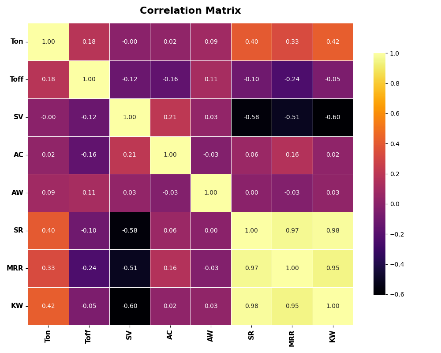 Correlation Matrix
Ton 1.00 0.18 -0.00 0.02 0.09 0.40 0.33 0.42
Toff 0.18 1.00 -0.12 -0.16 0.11 -0.10 -0.24 -0.05
SV -0.00 -0.12 1.00 0.21 0.03 -0.58 -0.51 -0.60
AC 0.02 -0.16 0.21 1.00 -0.03 0.06 0.16 0.02
AW 0.09 0.11 0.03 -0.03 1.00 0.00 -0.03 0.03
SR 0.40 -0.10 -0.58 0.06 0.00 1.00 0.97 0.98
MRR 0.33 -0.24 -0.51 0.16 -0.03 0.97 1.00 0.95
KW 0.42 -0.05 -0.60 0.02 0.03 0.98 0.95 1.00
Ton Toff SV AC AW SR MRR KW
1.0
0.8
0.6
0.4
0.2
0.0
−0.2
−0.4
−0.6